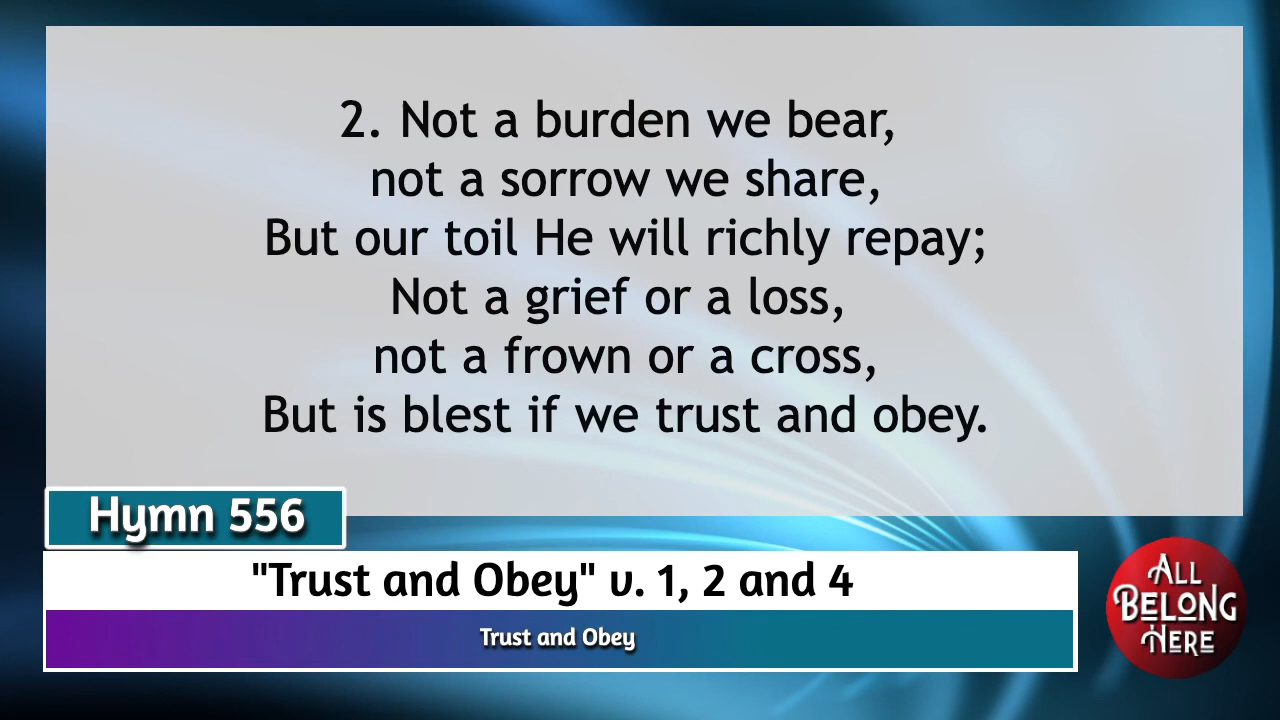 2. Not a burden we bear,
not a sorrow we share,
But our toil He will richly repay;
Not a grief or a loss,
not a frown or a cross,
But is blest if we trust and obey.
Hymn 556
"Trust and Obey" v. 1, 2 and 4
Trust and Obey
ALL
BELONG
HERE